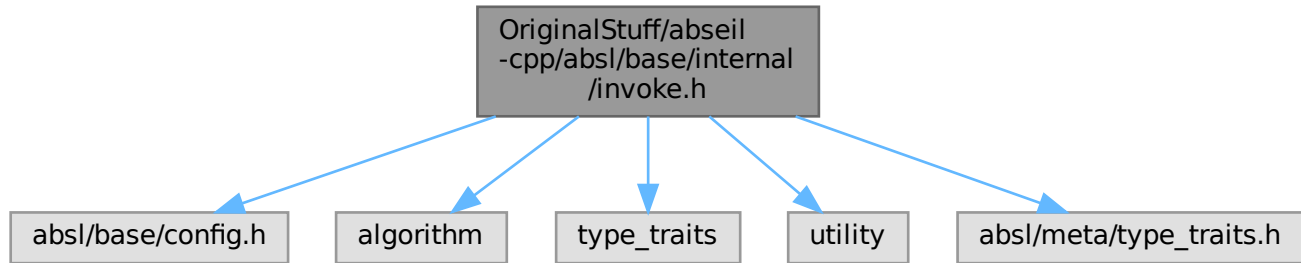 OriginalStuff/abseil
-cpp/absl/base/internal
/invoke.h
absl/base/config.h
algorithm
type_traits
utility
absl/meta/type_traits.h